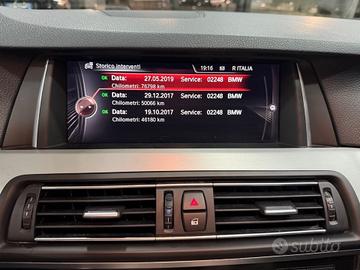 Storico interventi 19:16 R ITALIA
OK Data: 27.05.2019 Service: 02248 BMW
Chilometri: 76798 km
OK Data: 29.12.2017 Service: 02248 BMW
Chilometri: 50066 km
OK Data: 19.10.2017 Service: 02248 BMW
Chilometri: 46180 km
subito